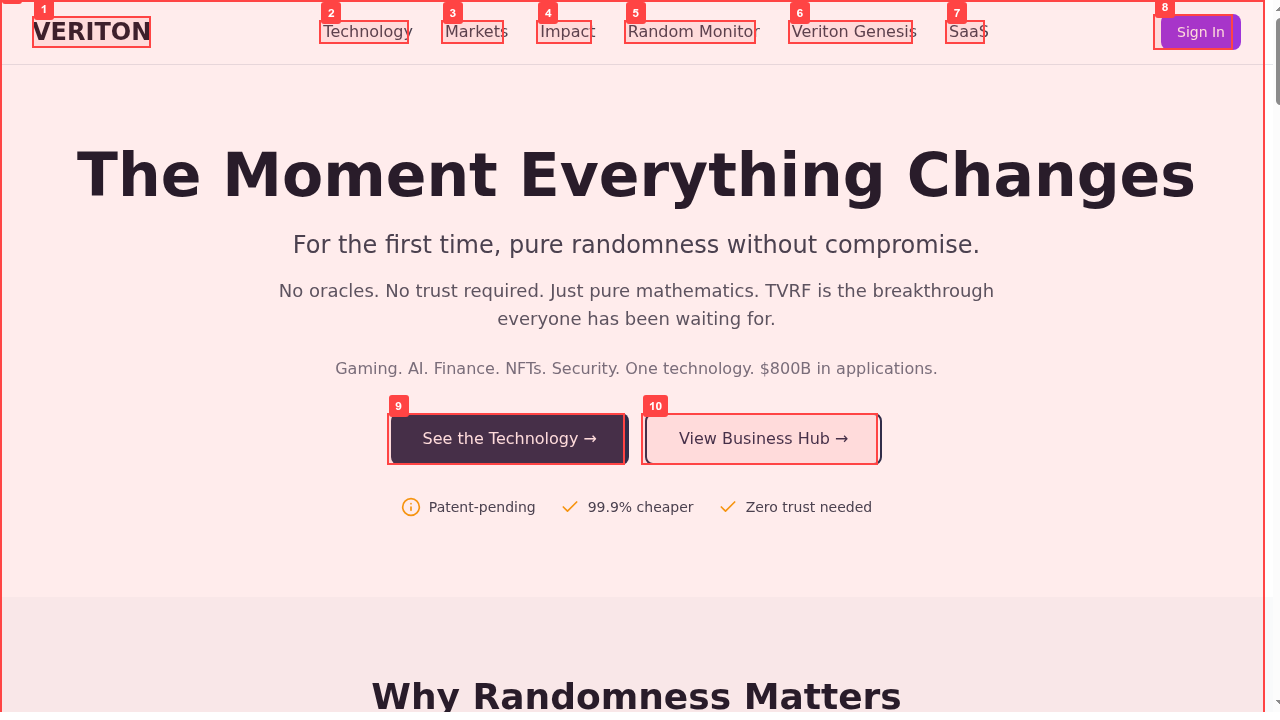 1
2
3
4
5
6
7
8
VERITON
Technology
Markets
Impact
Random Monitor
Veriton Genesis
SaaS
Sign In
The Moment Everything Changes
For the first time, pure randomness without compromise.
No oracles. No trust required. Just pure mathematics. TVRF is the breakthrough
everyone has been waiting for.
Gaming. AI. Finance. NFTs. Security. One technology. $800B in applications.
9
10
See the Technology →
View Business Hub →
Patent-pending
99.9% cheaper
Zero trust needed
Why Randomness Matters